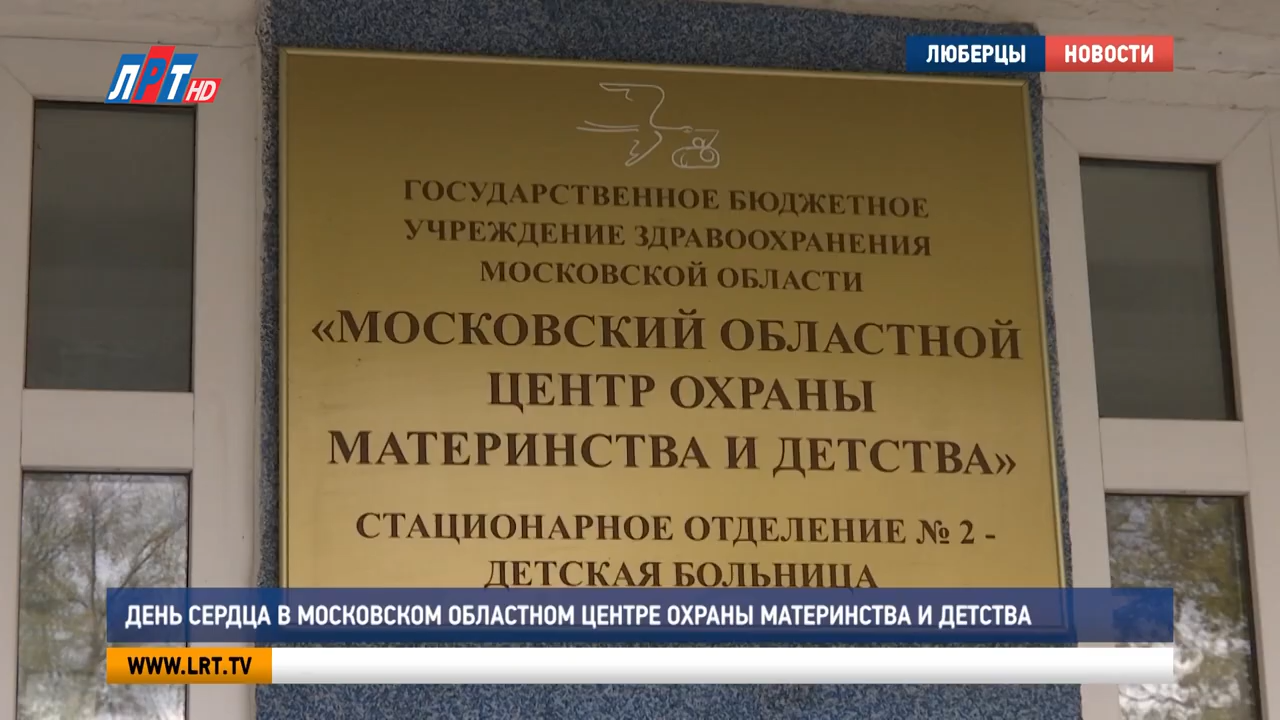 ЛРТ HD
ЛЮБЕРЦЫ НОВОСТИ
ГОСУДАРСТВЕННОЕ БЮДЖЕТНОЕ
УЧРЕЖДЕНИЕ ЗДРАВООХРАНЕНИЯ
МОСКОВСКОЙ ОБЛАСТИ
«МОСКОВСКИЙ ОБЛАСТНОЙ
ЦЕНТР ОХРАНЫ
МАТЕРИНСТВА И ДЕТСТВА»
СТАЦИОНАРНОЕ ОТДЕЛЕНИЕ № 2 -
ДЕТСКАЯ БОЛЬНИЦА
ДЕНЬ СЕРДЦА В МОСКОВСКОМ ОБЛАСТНОМ ЦЕНТРЕ ОХРАНЫ МАТЕРИНСТВА И ДЕТСТВА
WWW.LRT.TV